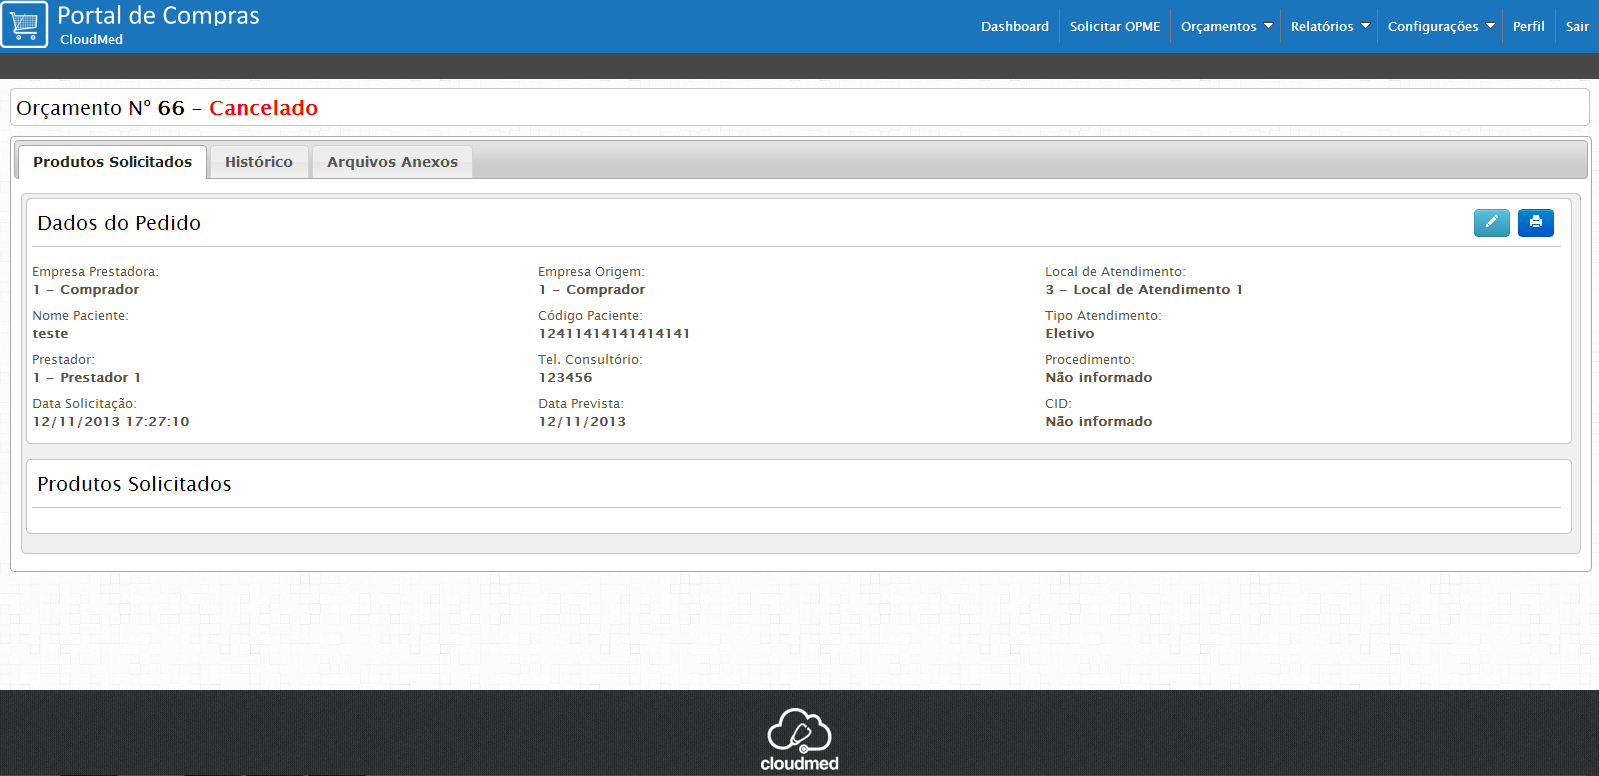 Portal de Compras
CloudMed
Dashboard Solicitar OPME Orçamentos Relatórios Configurações Perfil Sair
Orçamento Nº 66 - Cancelado
Produtos Solicitados Histórico Arquivos Anexos
Dados do Pedido
Empresa Prestadora: Empresa Origem: Local de Atendimento:
1 - Comprador 1 - Comprador 3 - Local de Atendimento 1
Nome Paciente: Código Paciente: Tipo Atendimento:
teste 12411414141414141 Eletivo
Prestador: Tel. Consultório: Procedimento:
1 - Prestador 1 123456 Não informado
Data Solicitação: Data Prevista: CID:
12/11/2013 17:27:10 12/11/2013 Não informado
Produtos Solicitados
cloudmed